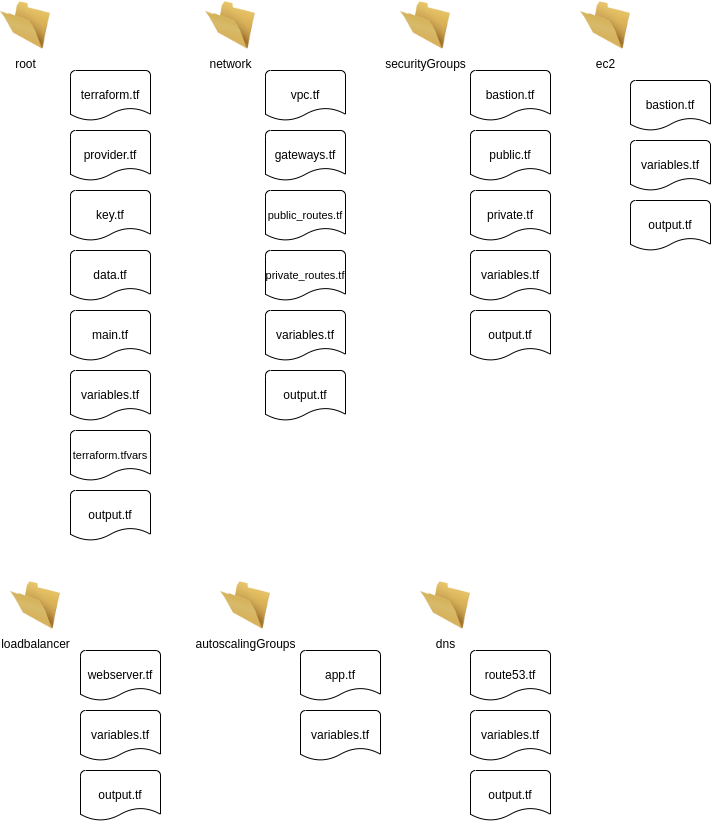 root
terraform.tf
provider.tf
key.tf
data.tf
main.tf
variables.tf
terraform.tfvars
output.tf
network
vpc.tf
gateways.tf
public_routes.tf
private_routes.tf
variables.tf
output.tf
securityGroups
bastion.tf
public.tf
private.tf
variables.tf
output.tf
ec2
bastion.tf
variables.tf
output.tf
loadbalancer
webserver.tf
variables.tf
output.tf
autoscalingGroups
app.tf
variables.tf
dns
route53.tf
variables.tf
output.tf